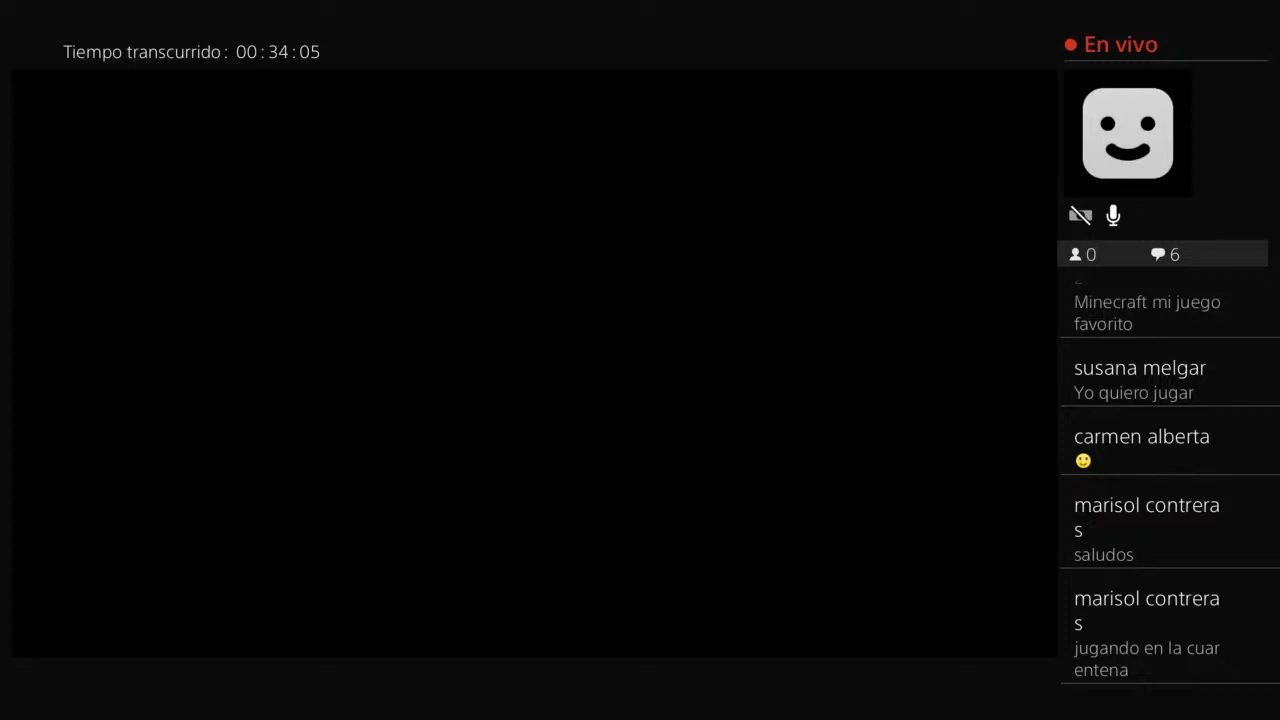 Tiempo transcurrido: 00:34:05
En vivo
0 6
Minecraft mi juego
favorito
susana melgar
Yo quiero jugar
carmen alberta
🙂
marisol contrera
s
saludos
marisol contrera
s
jugando en la cuar
entena